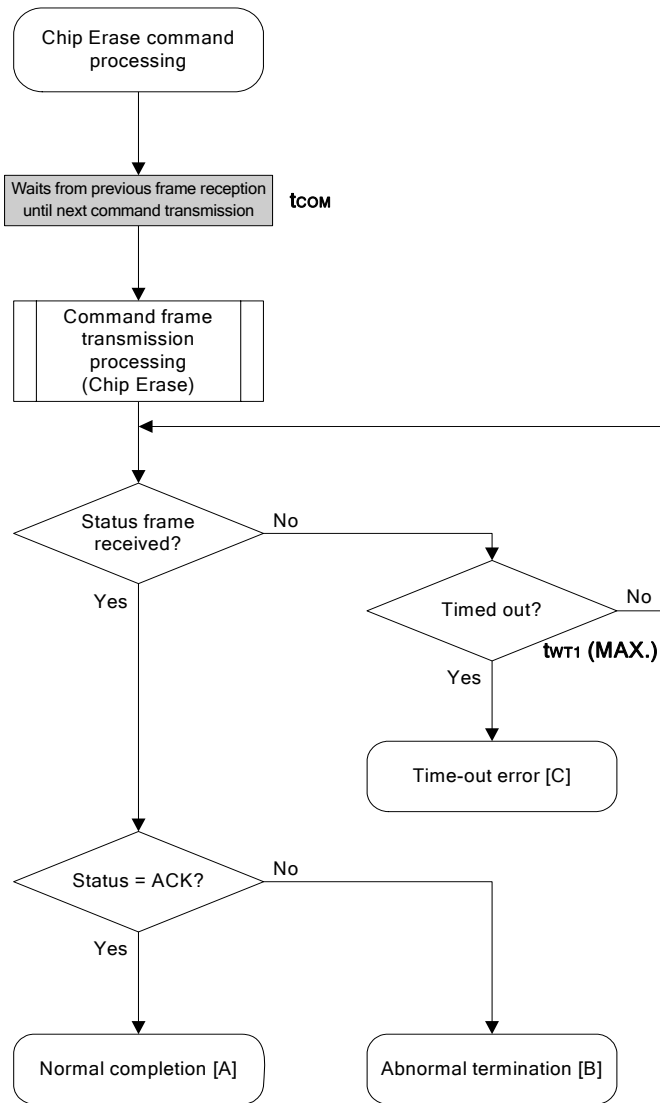 Chip Erase command
processing
Waits from previous frame reception
until next command transmission
tCOM
Command frame
transmission
processing
(Chip Erase)
Status frame
received?
No
Yes
Timed out?
No
tWT1 (MAX.)
Yes
Time-out error [C]
Status = ACK?
No
Yes
Normal completion [A]
Abnormal termination [B]